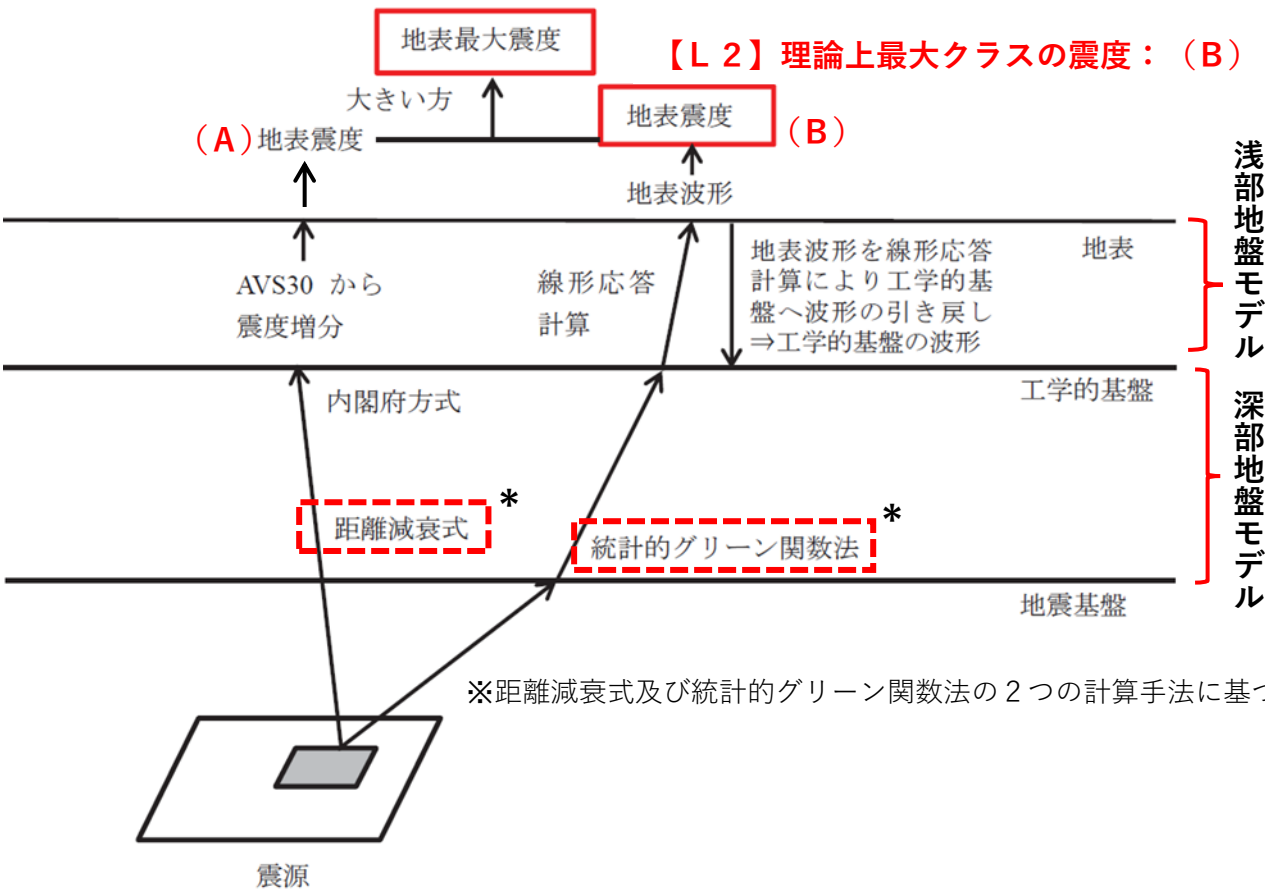 地表最大震度
【L2】理論上最大クラスの震度：（B）
大きい方
地表震度
（B）
（A）地表震度
地表波形
浅部地盤モデル
地表
AVS30 から
震度増分
線形応答
計算
地表波形を線形応答
計算により工学的基
盤へ波形の引き戻し
⇒工学的基盤の波形
工学的基盤
内閣府方式
深部地盤モデル
距離減衰式
*
統計的グリーン関数法
*
地震基盤
※距離減衰式及び統計的グリーン関数法の２つの計算手法に基
震源